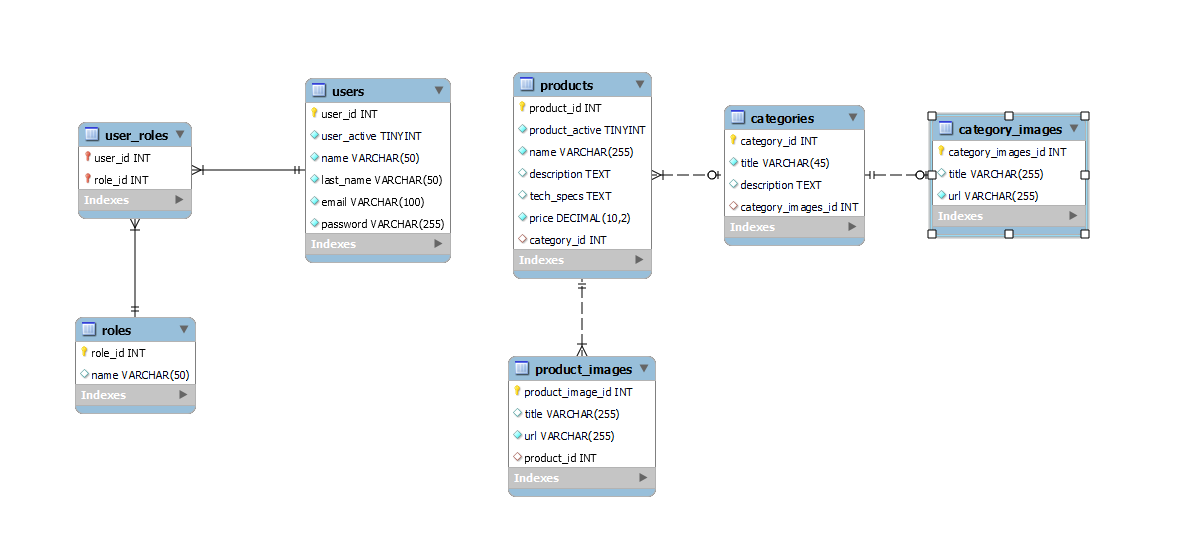 user_roles
user_id INT
role_id INT
Indexes
users
user_id INT
user_active TINYINT
name VARCHAR(50)
last_name VARCHAR(50)
email VARCHAR(100)
password VARCHAR(255)
Indexes
roles
role_id INT
name VARCHAR(50)
Indexes
products
product_id INT
product_active TINYINT
name VARCHAR(255)
description TEXT
tech_specs TEXT
price DECIMAL(10,2)
category_id INT
Indexes
categories
category_id INT
title VARCHAR(45)
description TEXT
category_images_id INT
Indexes
category_images
category_images_id INT
title VARCHAR(255)
url VARCHAR(255)
Indexes
product_images
product_image_id INT
title VARCHAR(255)
url VARCHAR(255)
product_id INT
Indexes